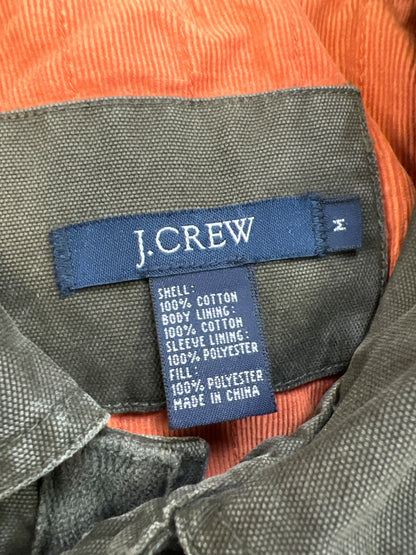 J.CREW
M
SHELL:
100% COTTON
BODY LINING:
100% COTTON
SLEEVE LINING:
100% POLYESTER
FILL:
100% POLYESTER
MADE IN CHINA